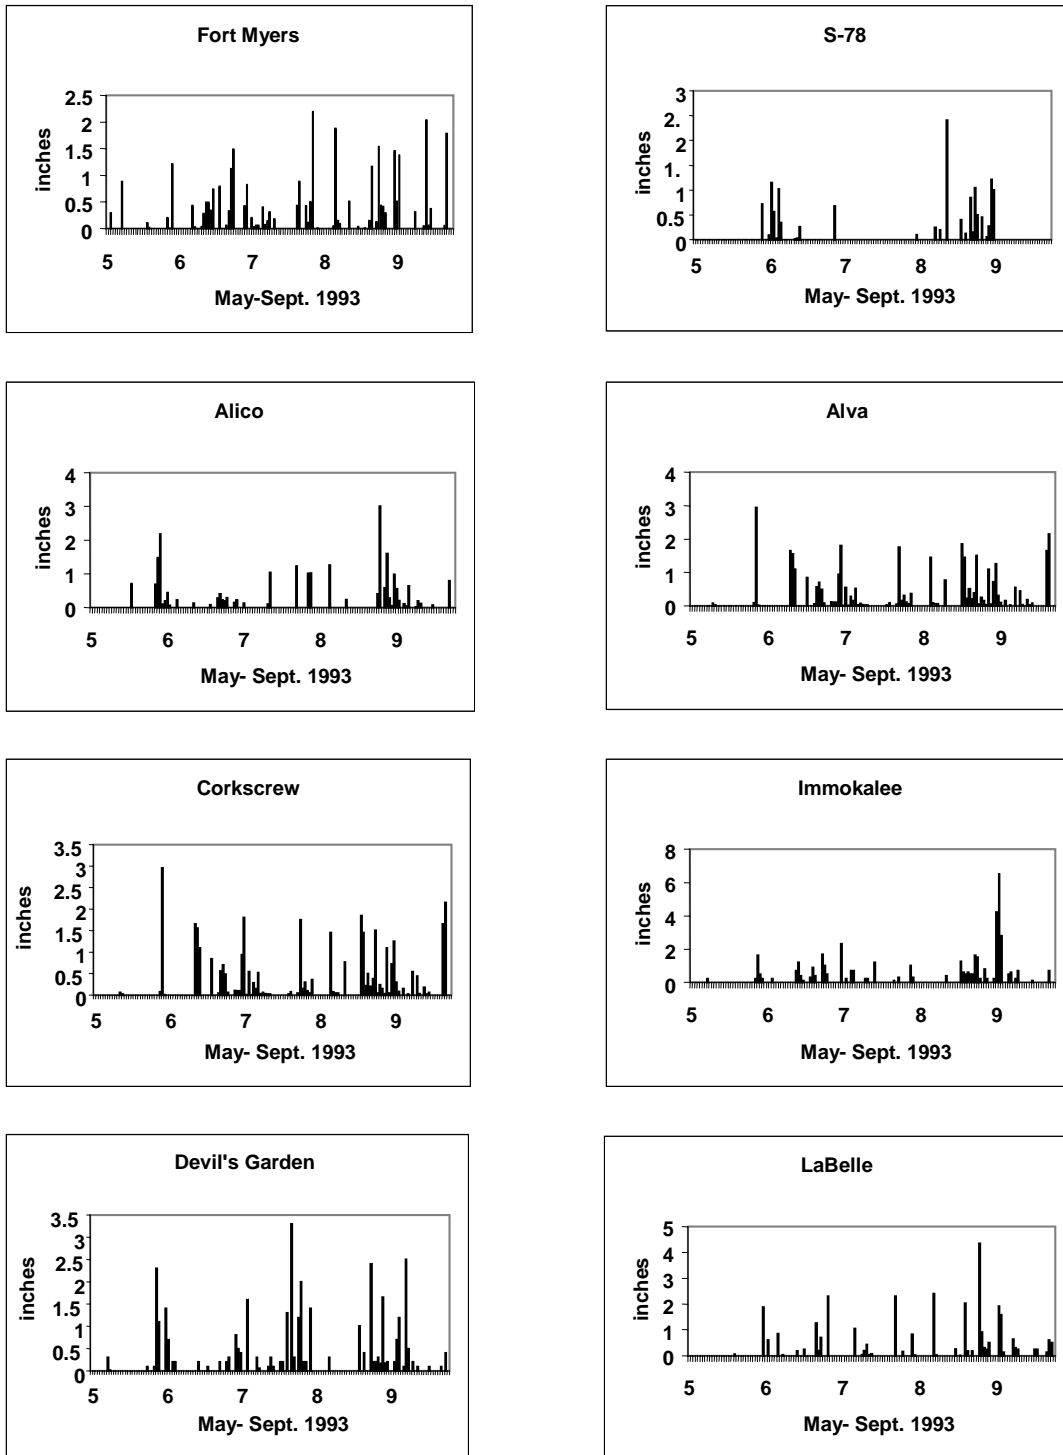 Fort Myers
2.5
2
1.5
1
0.5
0
inches
5 6 7 8 9
May-Sept. 1993
S-78
3
2.
2
1.
1
0.5
0
inches
5 6 7 8 9
May- Sept. 1993
Alico
4
3
2
1
0
inches
5 6 7 8 9
May- Sept. 1993
Alva
4
3
2
1
0
inches
5 6 7 8 9
May- Sept. 1993
Corkscrew
3.5
3
2.5
2
1.5
1
0.5
0
inches
5 6 7 8 9
May- Sept. 1993
Immokalee
8
6
4
2
0
inches
5 6 7 8 9
May- Sept. 1993
Devil's Garden
3.5
3
2.5
2
1.5
1
0.5
0
inches
5 6 7 8 9
May- Sept. 1993
LaBelle
5
4
3
2
1
0
inches
5 6 7 8 9
May- Sept. 1993